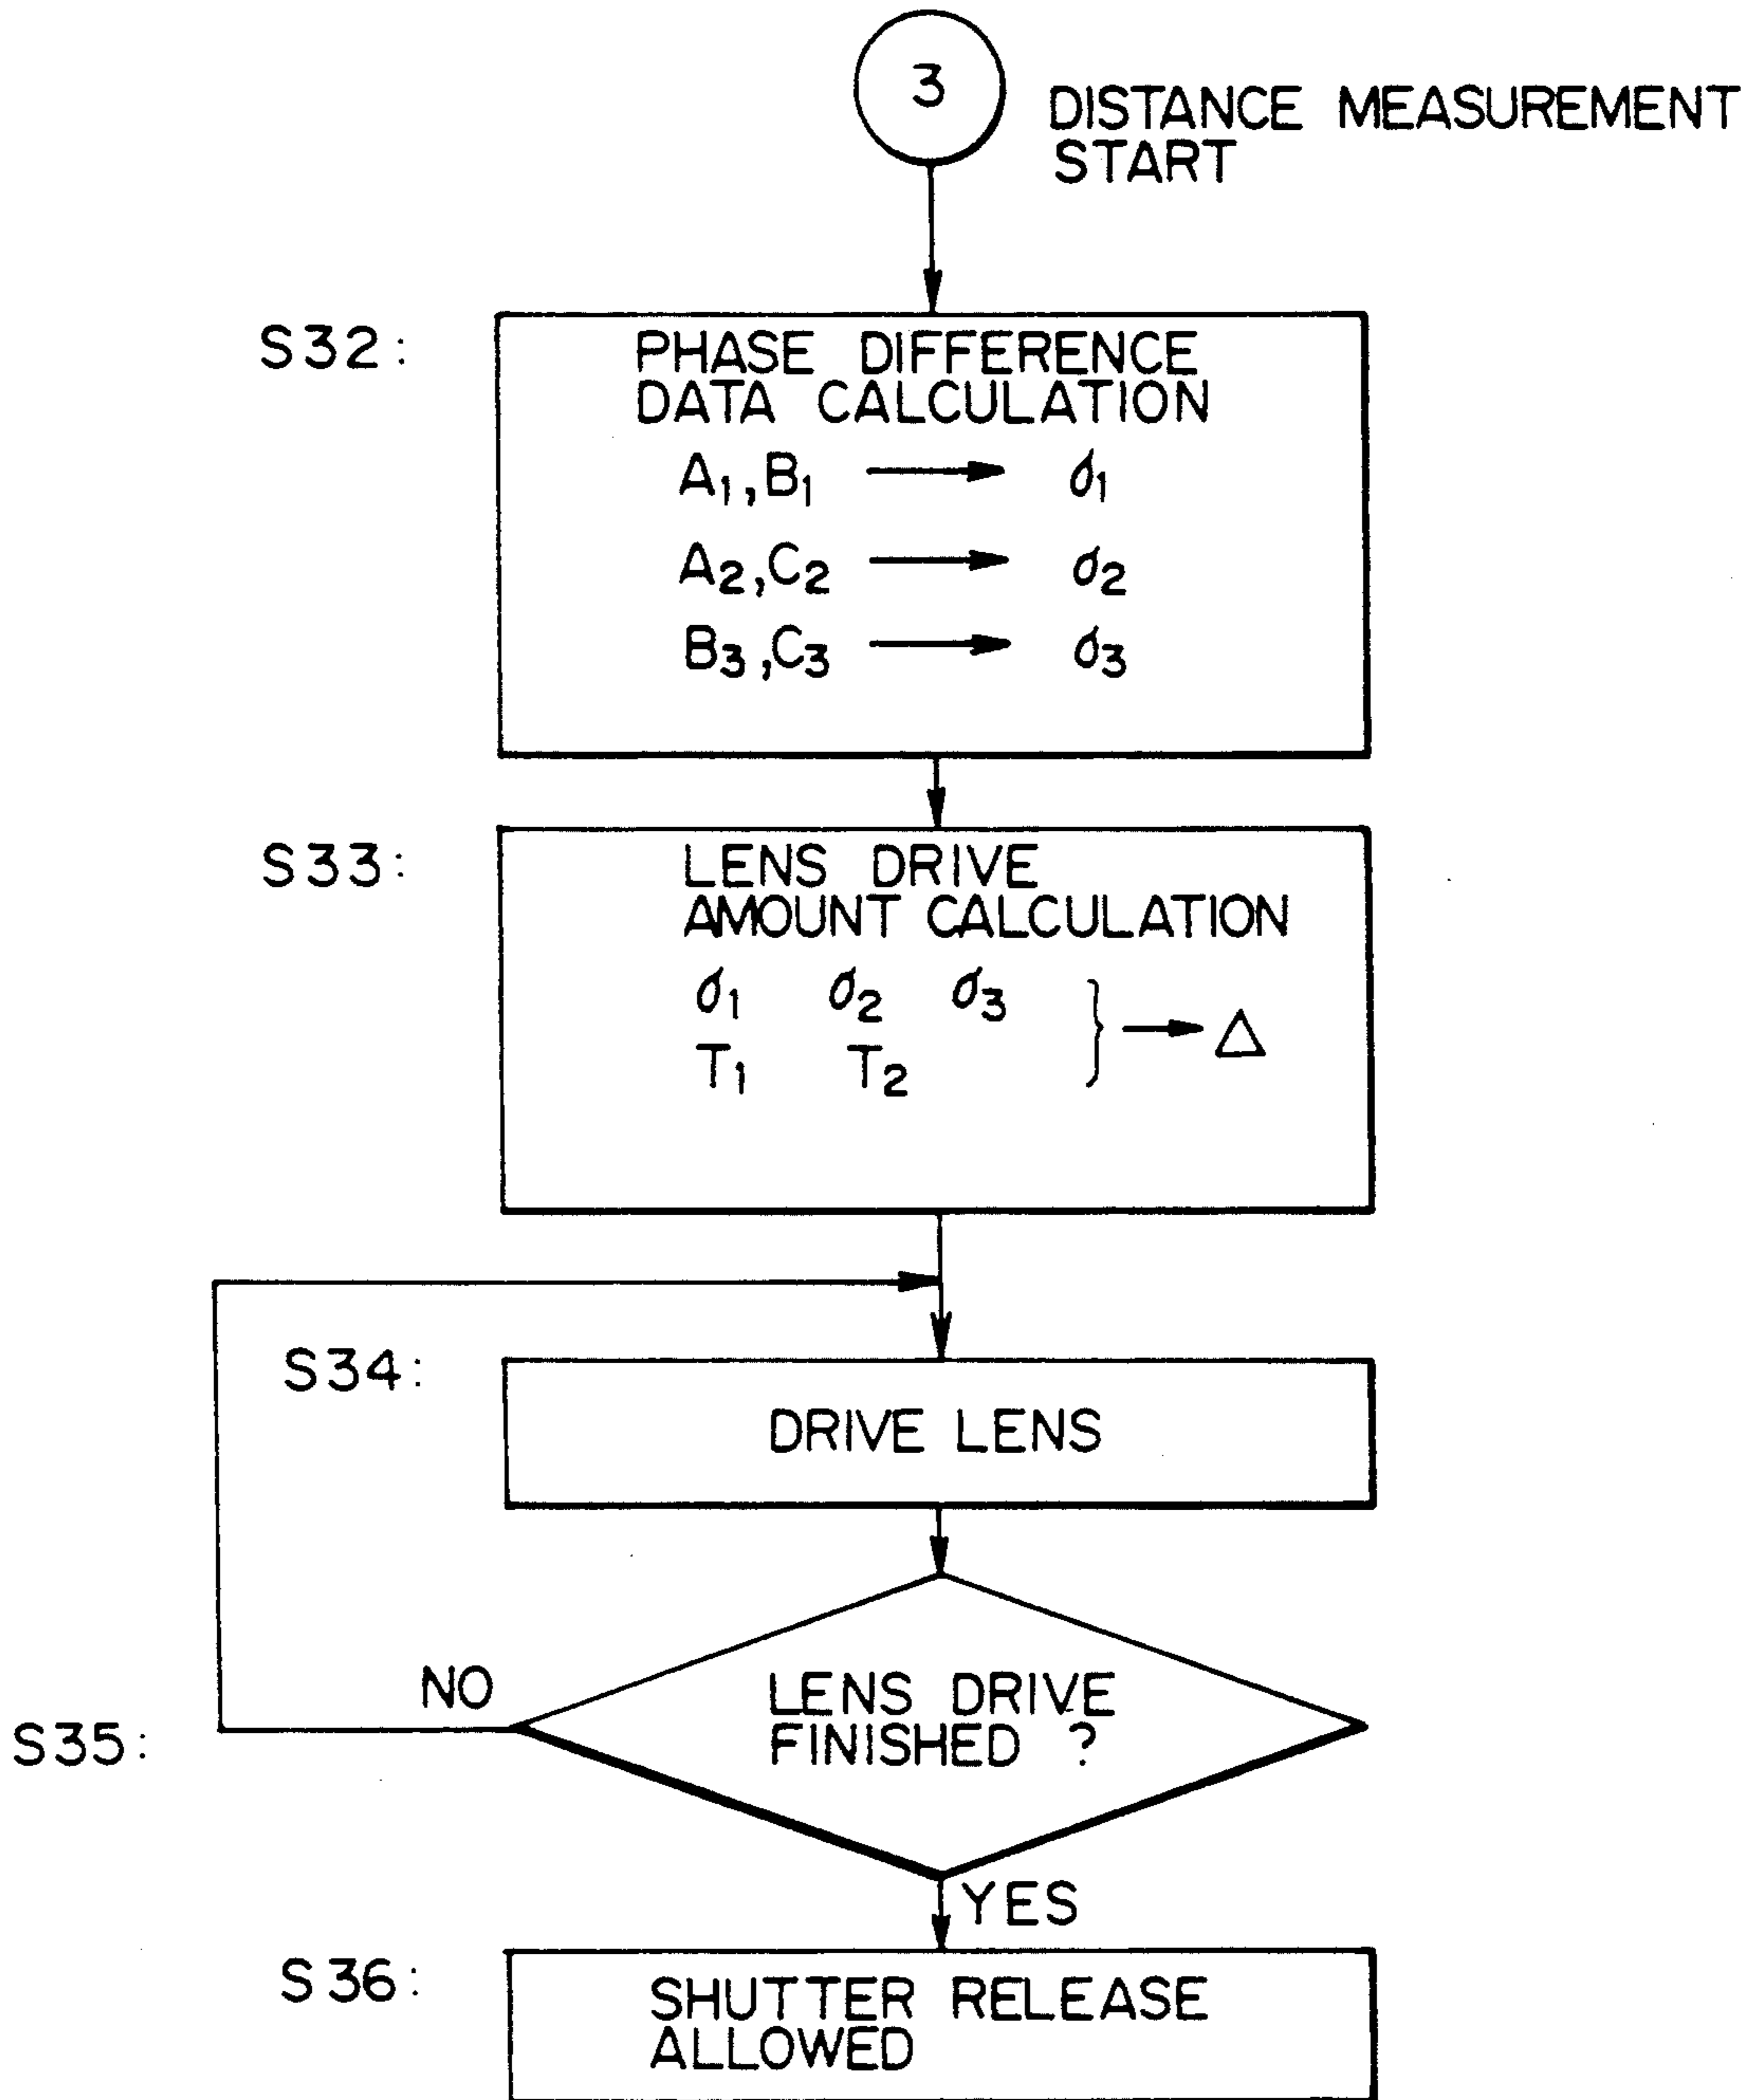 3
DISTANCE MEASUREMENT
START
S32:
PHASE DIFFERENCE
DATA CALCULATION
A₁,B₁ → σ₁
A₂,C₂ → σ₂
B₃,C₃ → σ₃
S33:
LENS DRIVE
AMOUNT CALCULATION
σ₁ σ₂ σ₃
T₁ T₂
} → △
S34:
DRIVE LENS
NO
LENS DRIVE
FINISHED ?
S35:
YES
S36:
SHUTTER RELEASE
ALLOWED